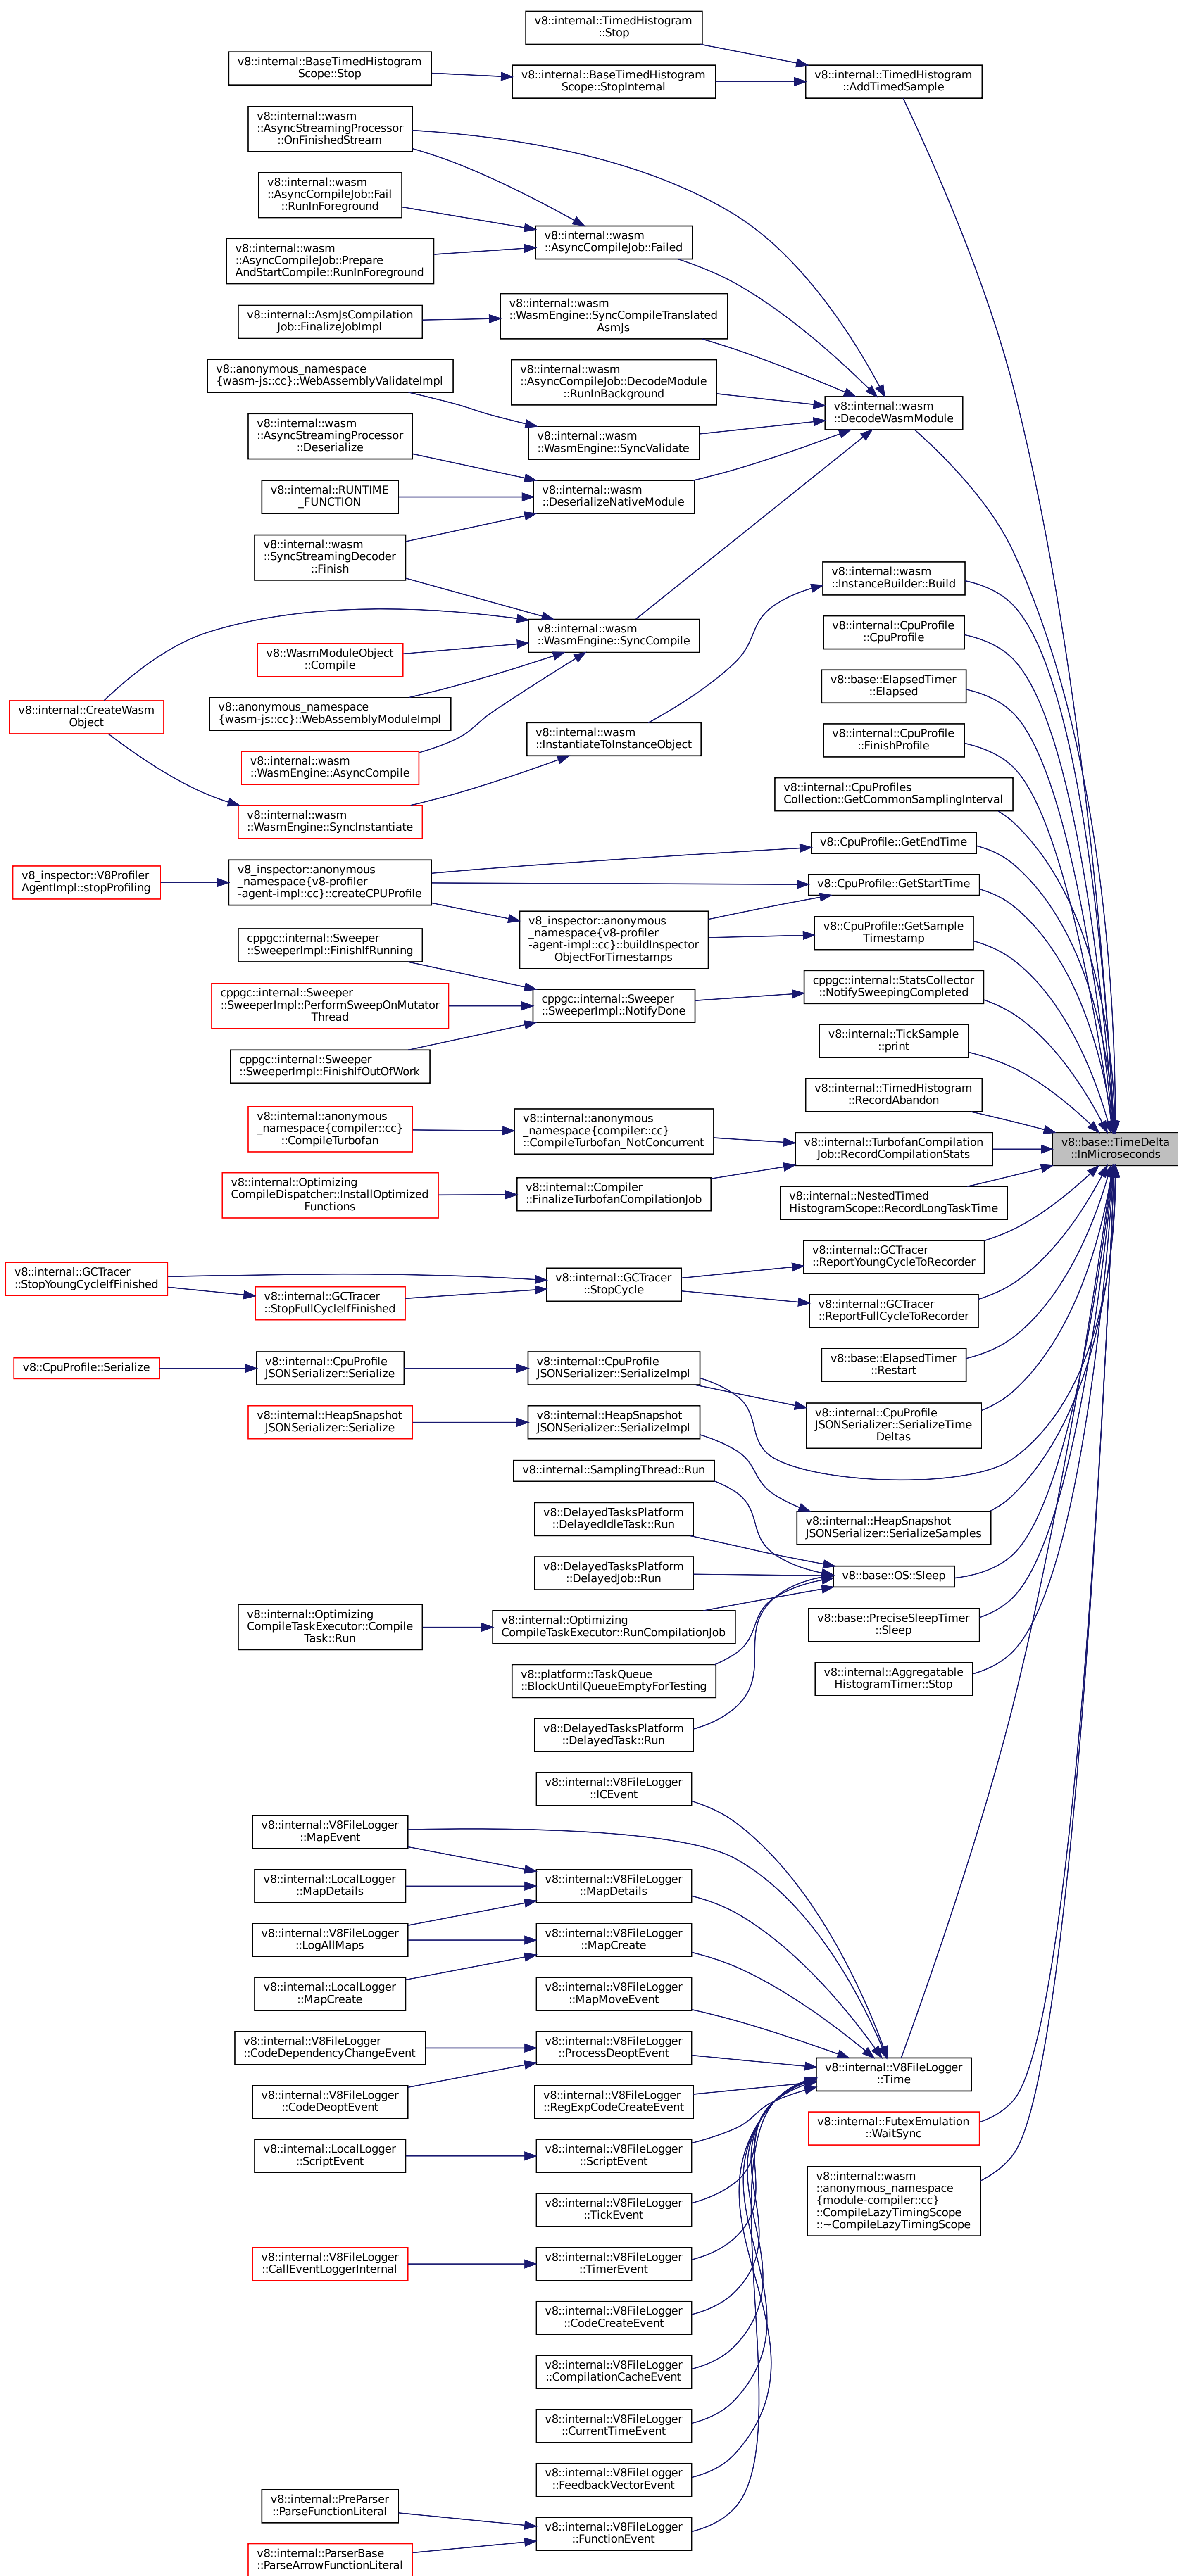 v8::internal::TimedHistogram
::Stop
v8::internal::BaseTimedHistogram
Scope::Stop
v8::internal::BaseTimedHistogram
Scope::StopInternal
v8::internal::TimedHistogram
::AddTimedSample
v8::internal::wasm
::AsyncStreamingProcessor
::OnFinishedStream
v8::internal::wasm
::AsyncCompileJob::Fail
::RunInForeground
v8::internal::wasm
::AsyncCompileJob::Failed
v8::internal::wasm
::AsyncCompileJob::Prepare
AndStartCompile::RunInForeground
v8::internal::wasm
::WasmEngine::SyncCompileTranslated
AsmJs
v8::internal::AsmJsCompilation
Job::FinalizeJobImpl
v8::anonymous_namespace
{wasm-js::cc}::WebAssemblyValidateImpl
v8::internal::wasm
::AsyncCompileJob::DecodeModule
::RunInBackground
v8::internal::wasm
::DecodeWasmModule
v8::internal::wasm
::AsyncStreamingProcessor
::Deserialize
v8::internal::wasm
::WasmEngine::SyncValidate
v8::internal::RUNTIME
_FUNCTION
v8::internal::wasm
::DeserializeNativeModule
v8::internal::wasm
::SyncStreamingDecoder
::Finish
v8::internal::wasm
::InstanceBuilder::Build
v8::internal::wasm
::WasmEngine::SyncCompile
v8::internal::CpuProfile
::CpuProfile
v8::WasmModuleObject
::Compile
v8::base::ElapsedTimer
::Elapsed
v8::internal::CreateWasm
Object
v8::anonymous_namespace
{wasm-js::cc}::WebAssemblyModuleImpl
v8::internal::wasm
::InstantiateToInstanceObject
v8::internal::CpuProfile
::FinishProfile
v8::internal::wasm
::WasmEngine::AsyncCompile
v8::internal::CpuProfiles
Collection::GetCommonSamplingInterval
v8::internal::wasm
::WasmEngine::SyncInstantiate
v8::CpuProfile::GetEndTime
v8_inspector::V8Profiler
AgentImpl::stopProfiling
v8_inspector::anonymous
_namespace{v8-profiler
-agent-impl::cc}::createCPUProfile
v8::CpuProfile::GetStartTime
v8_inspector::anonymous
_namespace{v8-profiler
-agent-impl::cc}::buildInspector
ObjectForTimestamps
v8::CpuProfile::GetSample
Timestamp
cppgc::internal::Sweeper
::SweeperImpl::FinishIfRunning
cppgc::internal::StatsCollector
::NotifySweepingCompleted
cppgc::internal::Sweeper
::SweeperImpl::PerformSweepOnMutator
Thread
cppgc::internal::Sweeper
::SweeperImpl::NotifyDone
v8::internal::TickSample
::print
cppgc::internal::Sweeper
::SweeperImpl::FinishIfOutOfWork
v8::internal::TimedHistogram
::RecordAbandon
v8::internal::anonymous
_namespace{compiler::cc}
::CompileTurbofan
v8::internal::anonymous
_namespace{compiler::cc}
::CompileTurbofan_NotConcurrent
v8::internal::TurbofanCompilation
Job::RecordCompilationStats
v8::base::TimeDelta
::InMicroseconds
v8::internal::Optimizing
CompileDispatcher::InstallOptimized
Functions
v8::internal::Compiler
::FinalizeTurbofanCompilationJob
v8::internal::NestedTimed
HistogramScope::RecordLongTaskTime
v8::internal::GCTracer
::ReportYoungCycleToRecorder
v8::internal::GCTracer
::StopYoungCycleIfFinished
v8::internal::GCTracer
::StopFullCycleIfFinished
v8::internal::GCTracer
::StopCycle
v8::internal::GCTracer
::ReportFullCycleToRecorder
v8::base::ElapsedTimer
::Restart
v8::CpuProfile::Serialize
v8::internal::CpuProfile
JSONSerializer::Serialize
v8::internal::CpuProfile
JSONSerializer::SerializeImpl
v8::internal::CpuProfile
JSONSerializer::SerializeTime
Deltas
v8::internal::HeapSnapshot
JSONSerializer::Serialize
v8::internal::HeapSnapshot
JSONSerializer::SerializeImpl
v8::internal::SamplingThread::Run
v8::internal::HeapSnapshot
JSONSerializer::SerializeSamples
v8::DelayedTasksPlatform
::DelayedIdleTask::Run
v8::DelayedTasksPlatform
::DelayedJob::Run
v8::base::OS::Sleep
v8::internal::Optimizing
CompileTaskExecutor::Compile
Task::Run
v8::internal::Optimizing
CompileTaskExecutor::RunCompilationJob
v8::base::PreciseSleepTimer
::Sleep
v8::platform::TaskQueue
::BlockUntilQueueEmptyForTesting
v8::internal::Aggregatable
HistogramTimer::Stop
v8::DelayedTasksPlatform
::DelayedTask::Run
v8::internal::V8FileLogger
::ICEvent
v8::internal::V8FileLogger
::MapEvent
v8::internal::LocalLogger
::MapDetails
v8::internal::V8FileLogger
::MapDetails
v8::internal::V8FileLogger
::LogAllMaps
v8::internal::V8FileLogger
::MapCreate
v8::internal::LocalLogger
::MapCreate
v8::internal::V8FileLogger
::MapMoveEvent
v8::internal::V8FileLogger
::CodeDependencyChangeEvent
v8::internal::V8FileLogger
::ProcessDeoptEvent
v8::internal::V8FileLogger
::Time
v8::internal::V8FileLogger
::CodeDeoptEvent
v8::internal::V8FileLogger
::RegExpCodeCreateEvent
v8::internal::FutexEmulation
::WaitSync
v8::internal::LocalLogger
::ScriptEvent
v8::internal::V8FileLogger
::ScriptEvent
v8::internal::wasm
::anonymous_namespace
{module-compiler::cc}
::CompileLazyTimingScope
::~CompileLazyTimingScope
v8::internal::V8FileLogger
::TickEvent
v8::internal::V8FileLogger
::CallEventLoggerInternal
v8::internal::V8FileLogger
::TimerEvent
v8::internal::V8FileLogger
::CodeCreateEvent
v8::internal::V8FileLogger
::CompilationCacheEvent
v8::internal::V8FileLogger
::CurrentTimeEvent
v8::internal::V8FileLogger
::FeedbackVectorEvent
v8::internal::PreParser
::ParseFunctionLiteral
v8::internal::V8FileLogger
::FunctionEvent
v8::internal::ParserBase
::ParseArrowFunctionLiteral